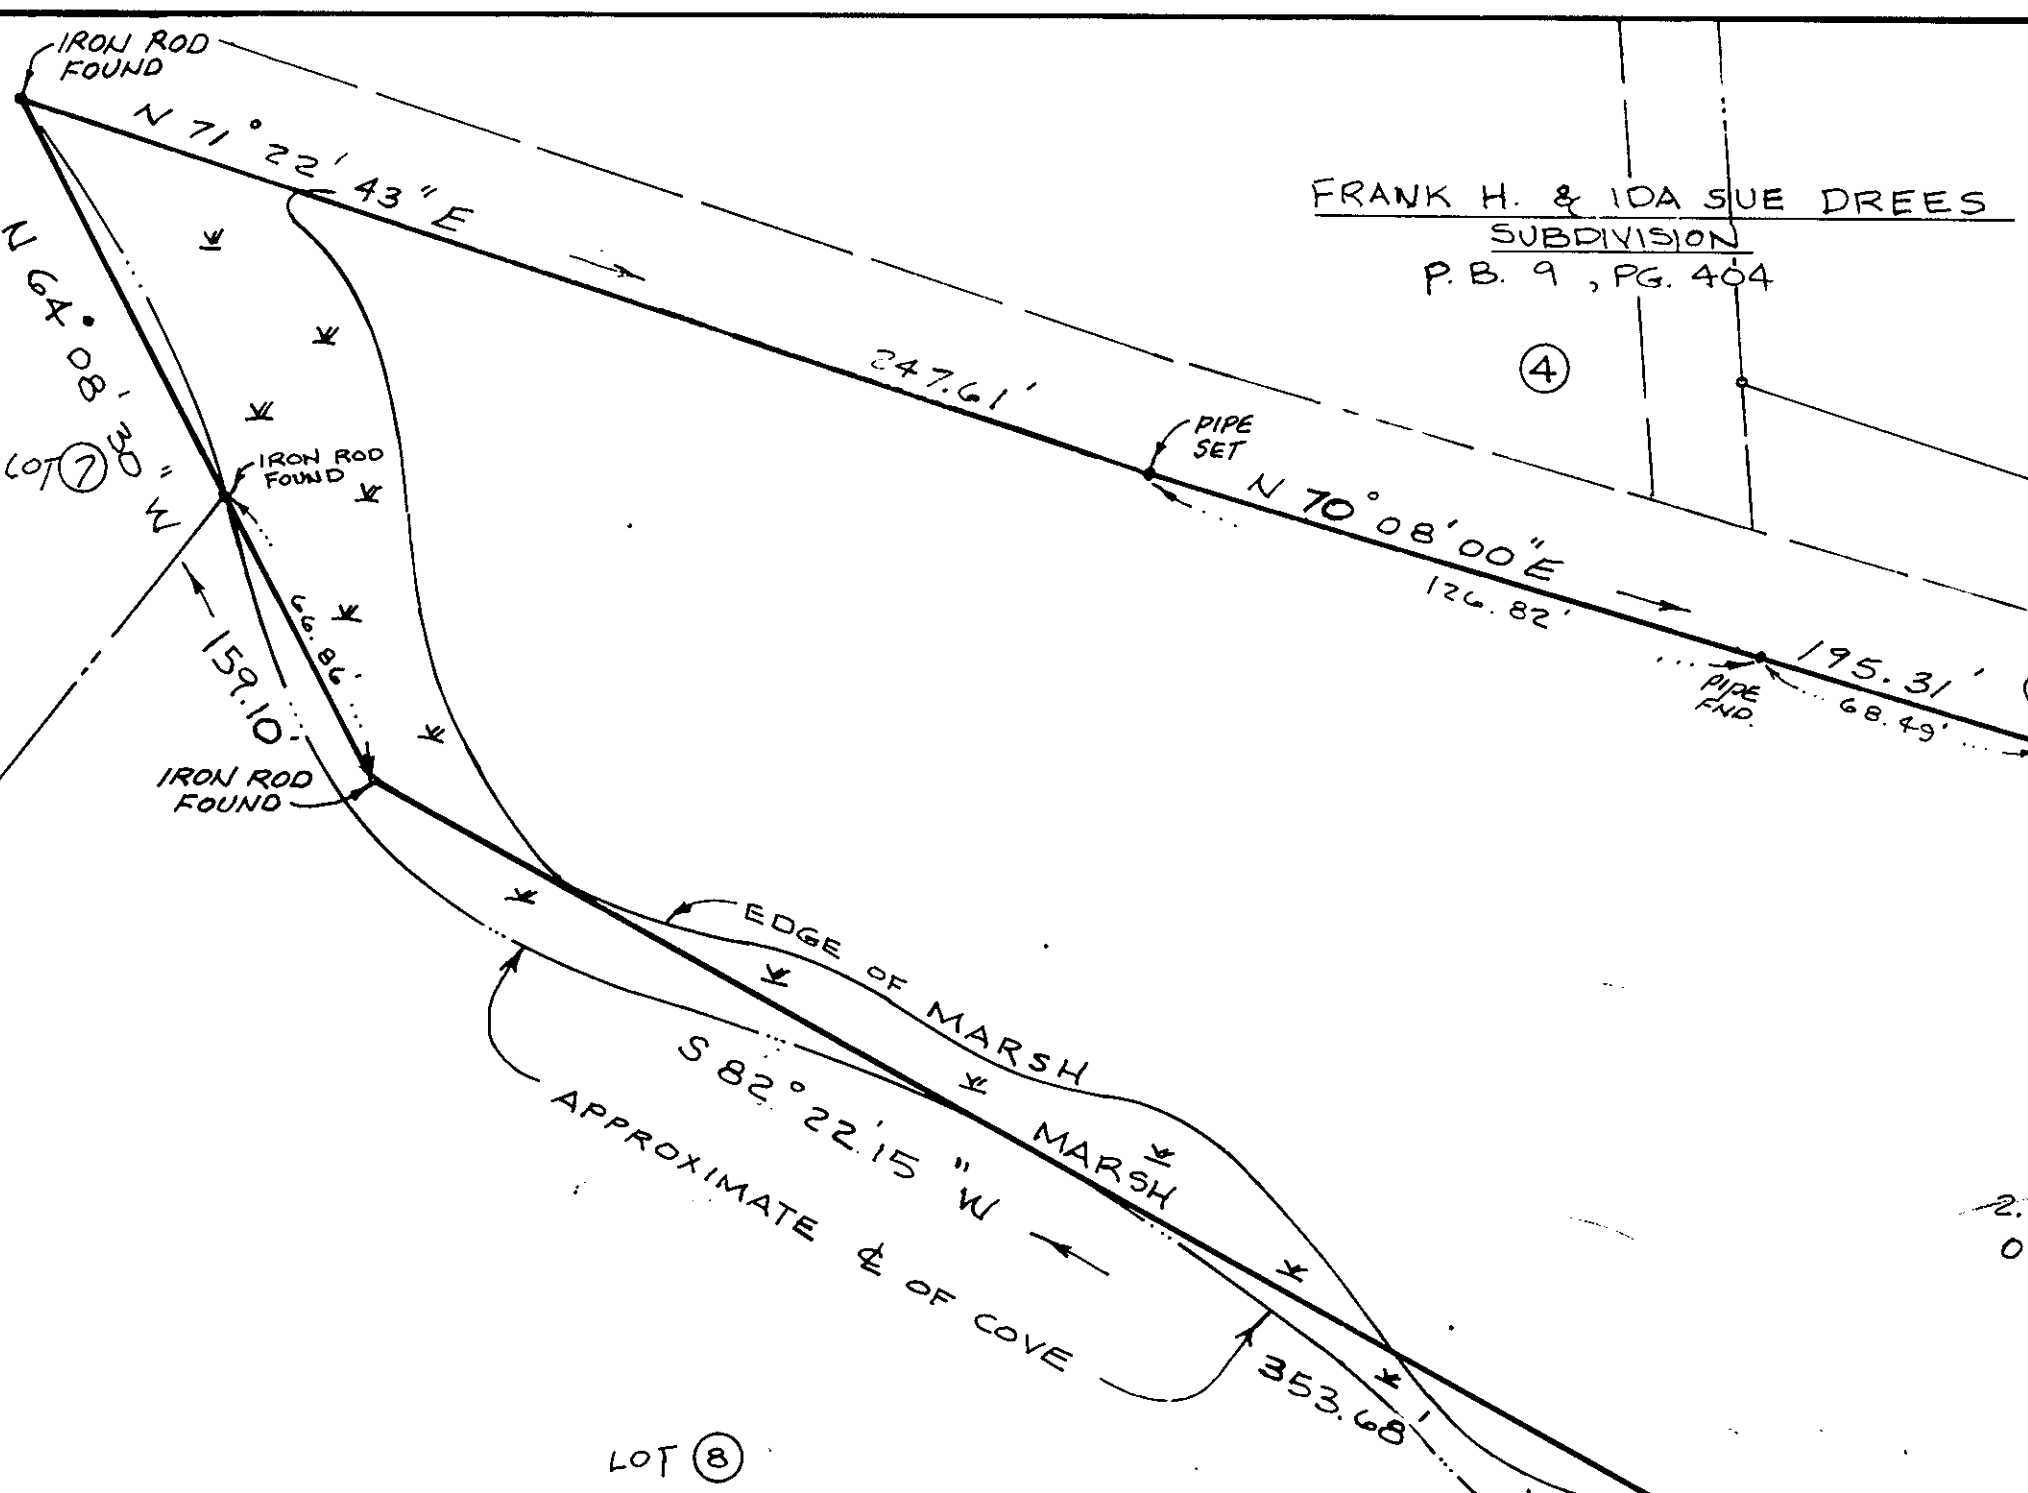 IRON ROD
FOUND
N 71° 22' 43" E
FRANK H. & IDA SUE DREES
SUBDIVISION
P. B. 9 , PG. 404
4
N 64° 08' 30" W
247.61'
PIPE
SET
LOT 7
IRON ROD
FOUND
N 70° 08' 00" E
126.82'
66.86'
159.10'
195.31'
68.49'
PIPE
FND.
IRON ROD
FOUND
EDGE OF MARSH
S 82° 22' 15" W
MARSH
APPROXIMATE ℄ OF COVE
353.68'
2.
0
LOT 8